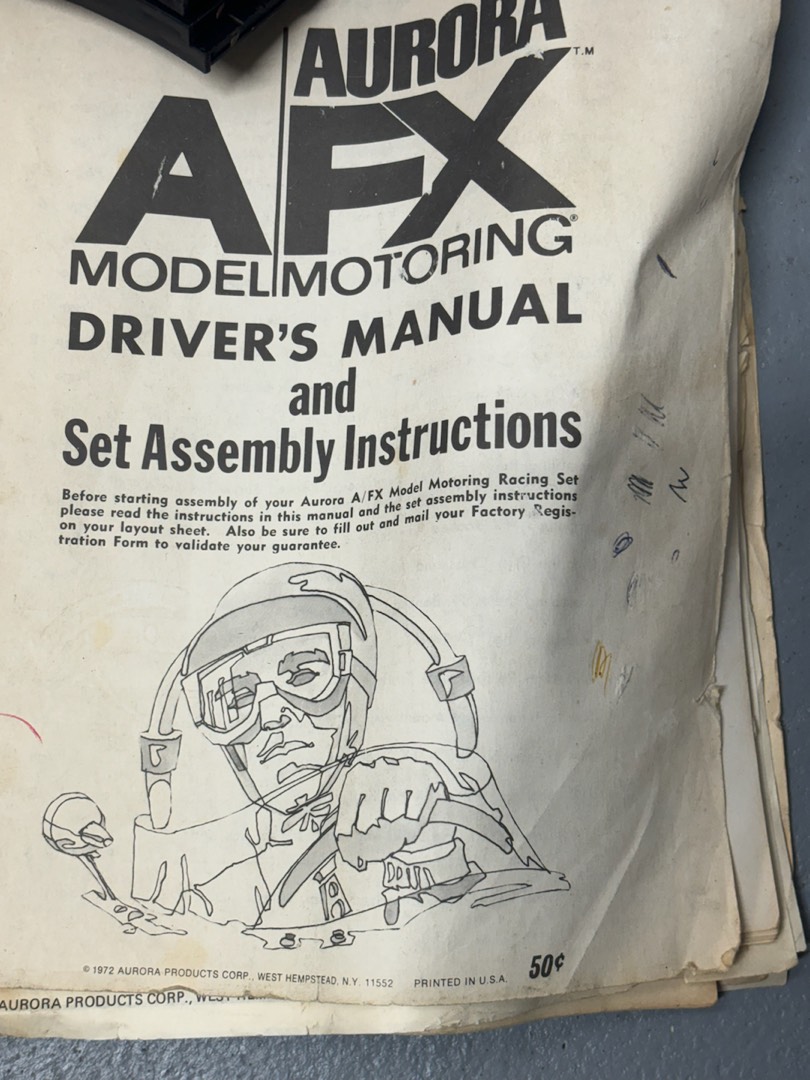 AURORA
T.M
A/FX
MODEL MOTORING®
DRIVER'S MANUAL
and
Set Assembly Instructions
Before starting assembly of your Aurora A/FX Model Motoring Racing Set
please read the instructions in this manual and the set assembly instructions
on your layout sheet. Also be sure to fill out and mail your Factory Regis-
tration Form to validate your guarantee.
© 1972 AURORA PRODUCTS CORP., WEST HEMPSTEAD, N.Y. 11552 PRINTED IN U.S.A. 50¢
AURORA PRODUCTS CORP.,